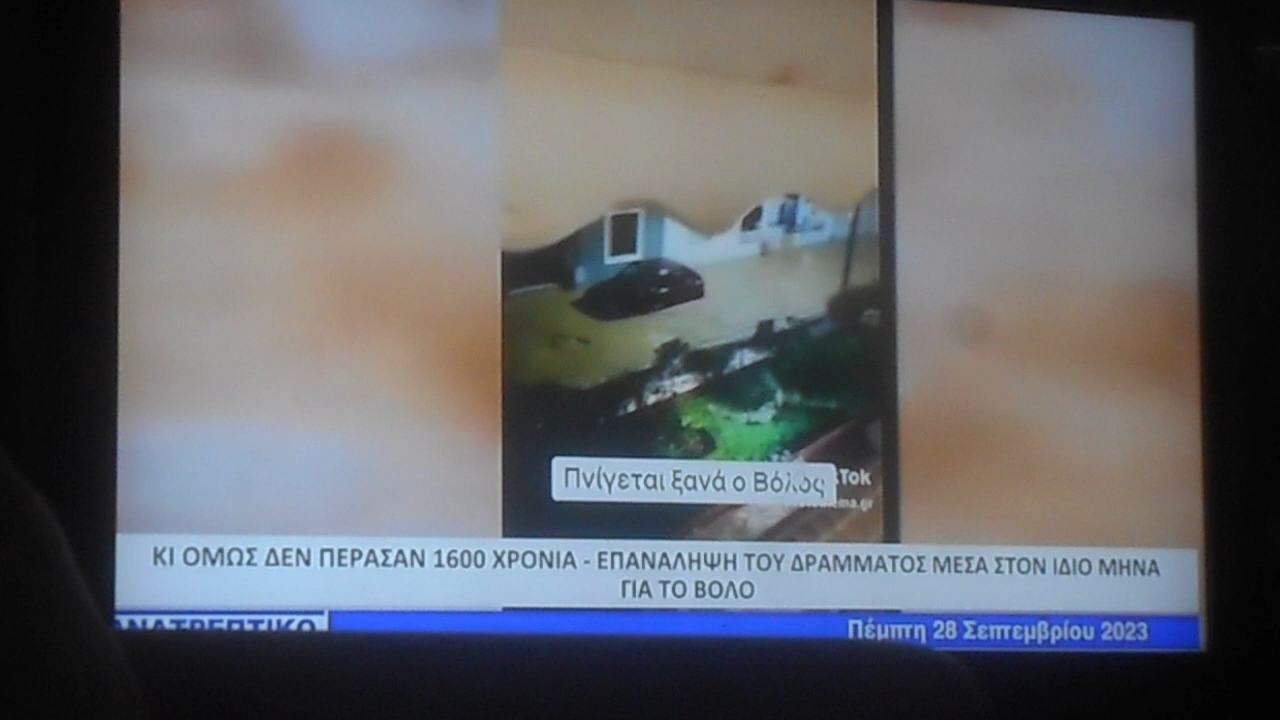 Πνίγεται ξανά ο Βόλος
Tok
ΚΙ ΟΜΩΣ ΔΕΝ ΠΕΡΑΣΑΝ 1600 ΧΡΟΝΙΑ - ΕΠΑΝΑΛΗΨΗ ΤΟΥ ΔΡΑΜΜΑΤΟΣ ΜΕΣΑ ΣΤΟΝ ΙΔΙΟ ΜΗΝΑ
ΓΙΑ ΤΟ ΒΟΛΟ
ΑΝΑΤΡΕΠΤΙΚΟ
Πέμπτη 28 Σεπτεμβρίου 2023